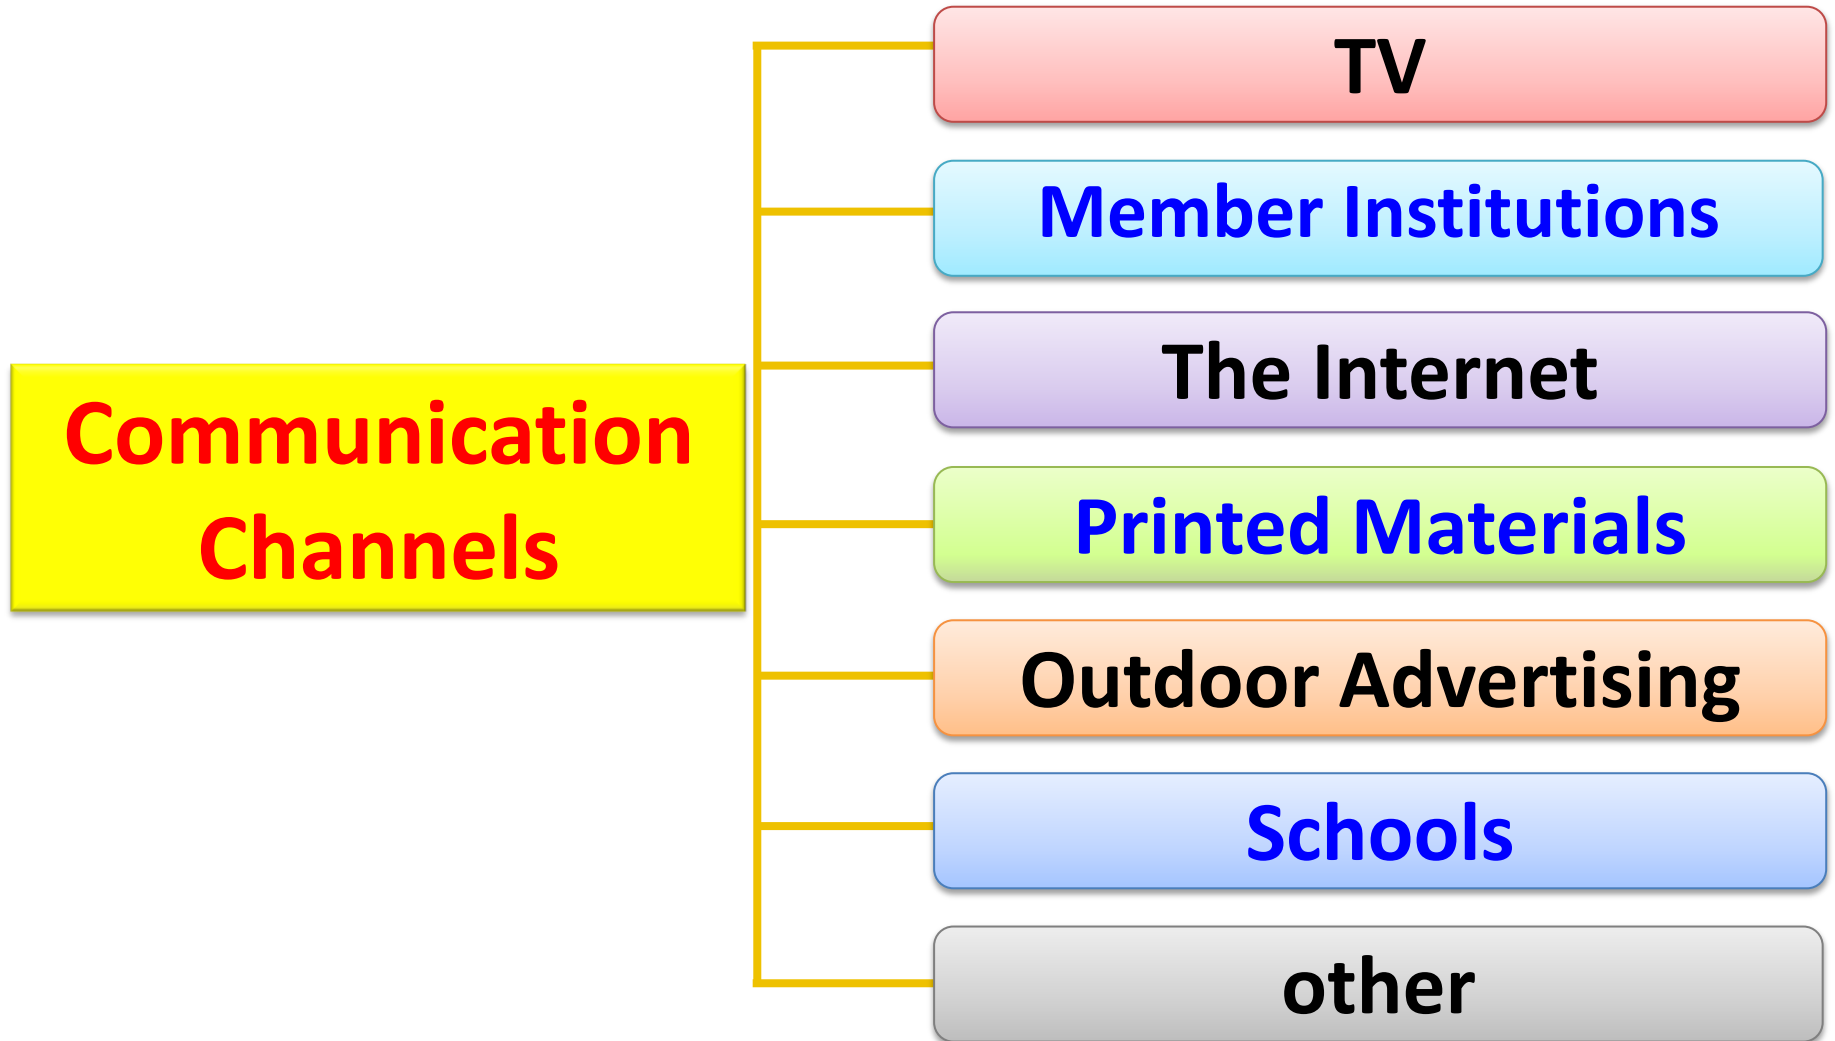 Communication
Channels
TV
Member Institutions
The Internet
Printed Materials
Outdoor Advertising
Schools
other